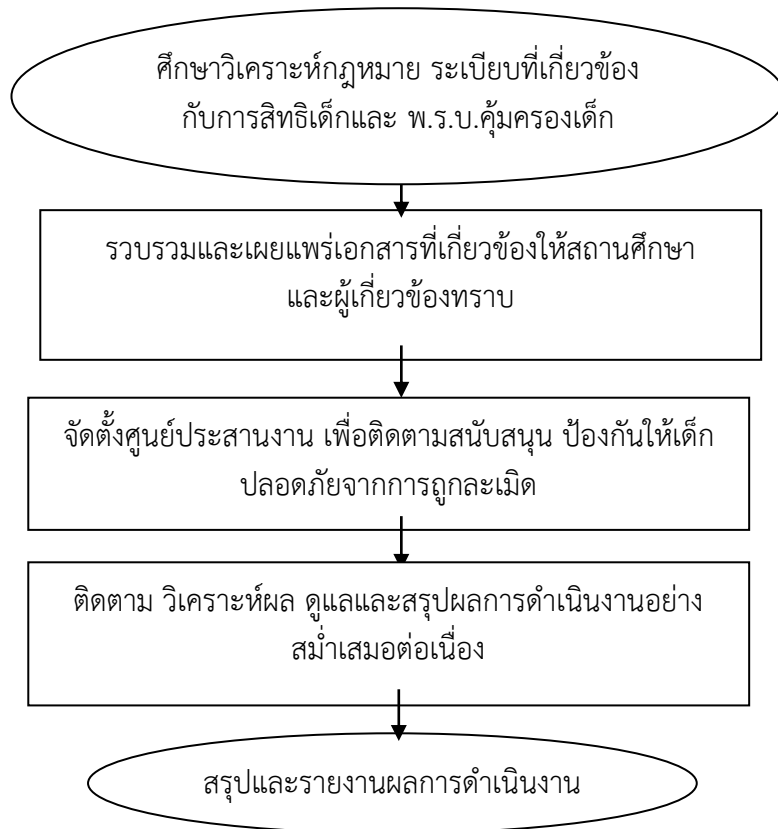 ศึกษาวิเคราะห์กฎหมาย ระเบียบที่เกี่ยวข้อง
กับการสิทธิเด็กและ พ.ร.บ.คุ้มครองเด็ก
รวบรวมและเผยแพร่เอกสารที่เกี่ยวข้องให้สถานศึกษา
และผู้เกี่ยวข้องทราบ
จัดตั้งศูนย์ประสานงาน เพื่อติดตามสนับสนุน ป้องกันให้เด็ก
ปลอดภัยจากการถูกละเมิด
ติดตาม วิเคราะห์ผล ดูแลและสรุปผลการดำเนินงานอย่าง
สม่ำเสมอต่อเนื่อง
สรุปและรายงานผลการดำเนินงาน